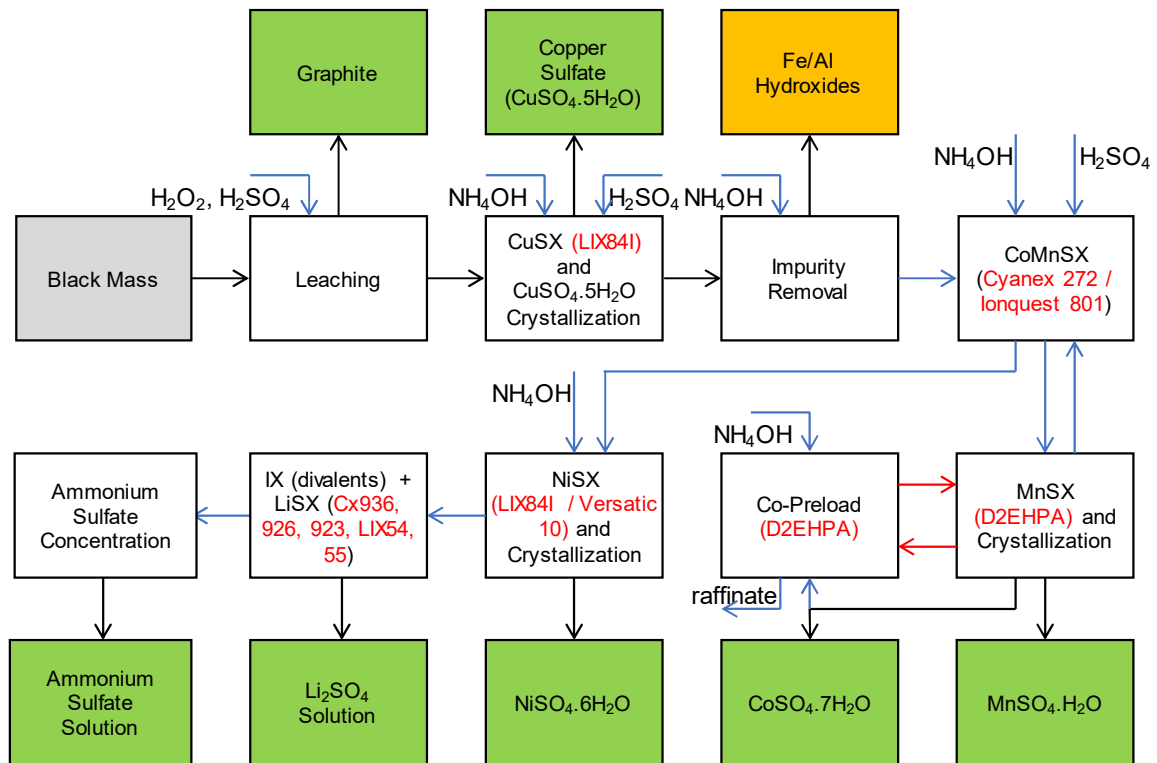 Graphite
Copper
Sulfate
(CuSO₄.5H₂O)
Fe/Al
Hydroxides
H₂O₂, H₂SO₄
NH₄OH
H₂SO₄
NH₄OH
NH₄OH
H₂SO₄
Black Mass
Leaching
CuSX (LIX84I)
and
CuSO₄.5H₂O
Crystallization
Impurity
Removal
CoMnSX
(Cyanex 272 /
Ionquest 801)
NH₄OH
NH₄OH
Ammonium
Sulfate
Concentration
IX (divalents) +
LiSX (Cx936,
926, 923, LIX54,
55)
NiSX
(LIX84I / Versatic
10) and
Crystallization
Co-Preload
(D2EHPA)
MnSX
(D2EHPA) and
Crystallization
raffinate
Ammonium
Sulfate
Solution
Li₂SO₄
Solution
NiSO₄.6H₂O
CoSO₄.7H₂O
MnSO₄.H₂O